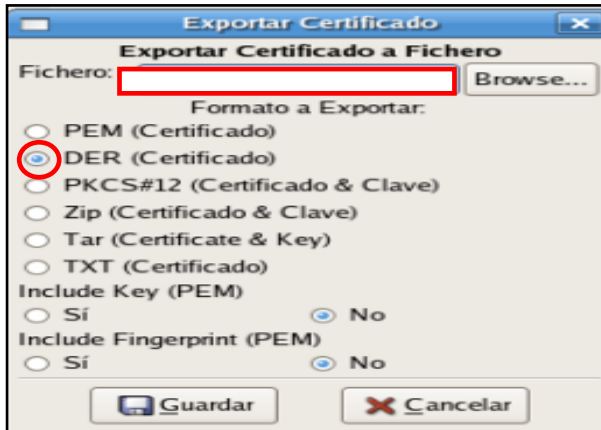 Exportar Certificado
Exportar Certificado a Fichero
Fichero: Browse...
Formato a Exportar:
PEM (Certificado)
DER (Certificado)
PKCS#12 (Certificado & Clave)
Zip (Certificado & Clave)
Tar (Certificate & Key)
TXT (Certificado)
Include Key (PEM)
Sí No
Include Fingerprint (PEM)
Sí No
Guardar Cancelar